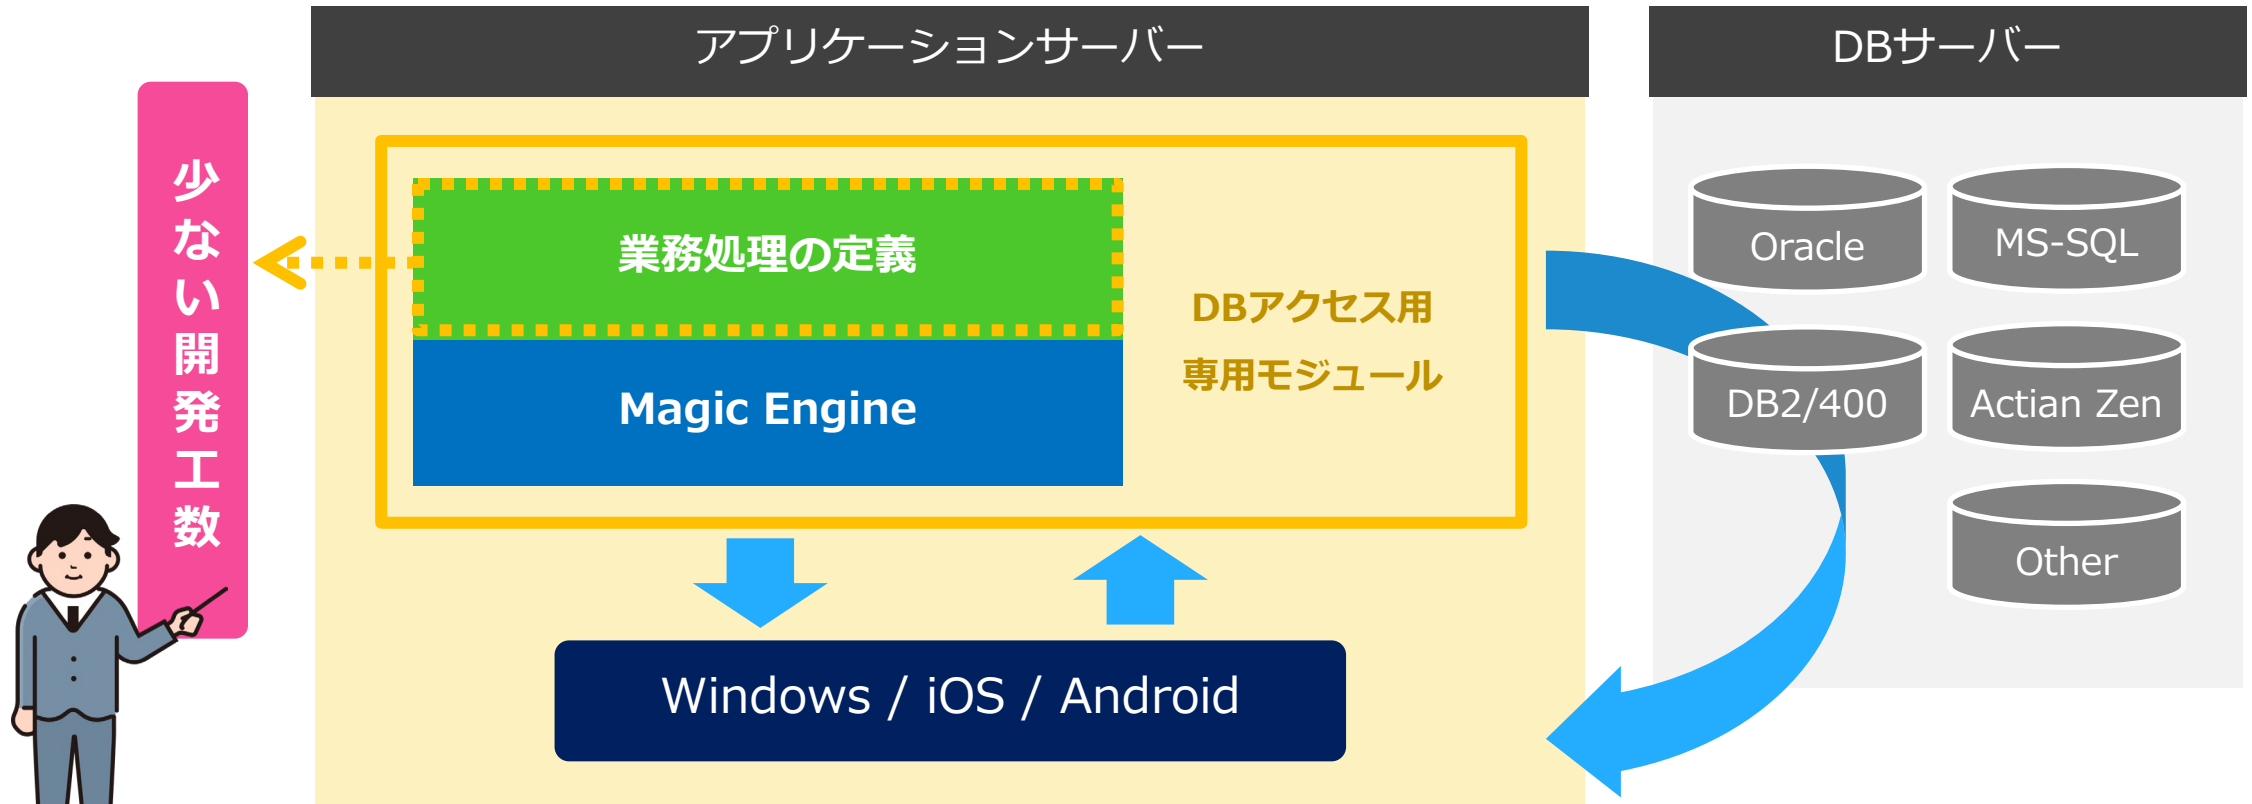 アプリケーションサーバー
DBサーバー
少ない開発工数
業務処理の定義
Magic Engine
DBアクセス用
専用モジュール
Oracle
MS-SQL
DB2/400
Actian Zen
Other
Windows / iOS / Android